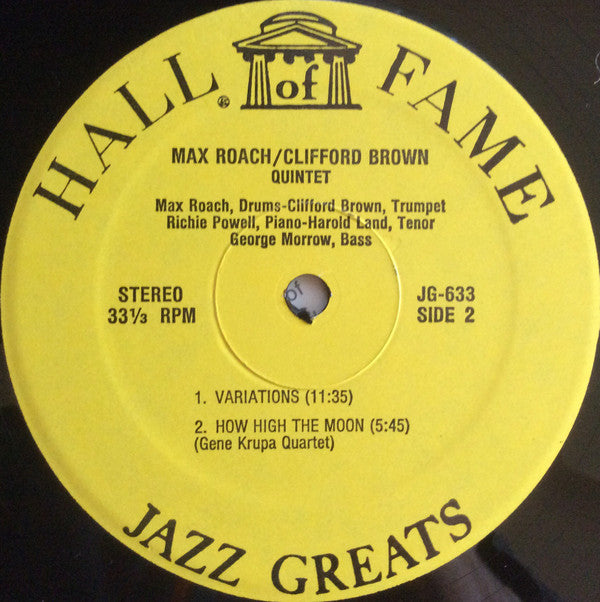 HALL of FAME
®
MAX ROACH/CLIFFORD BROWN
QUINTET
Max Roach, Drums-Clifford Brown, Trumpet
Richie Powell, Piano-Harold Land, Tenor
George Morrow, Bass
STEREO
33⅓ RPM
JG-633
SIDE 2
of
1. VARIATIONS (11:35)
2. HOW HIGH THE MOON (5:45)
(Gene Krupa Quartet)
JAZZ GREATS